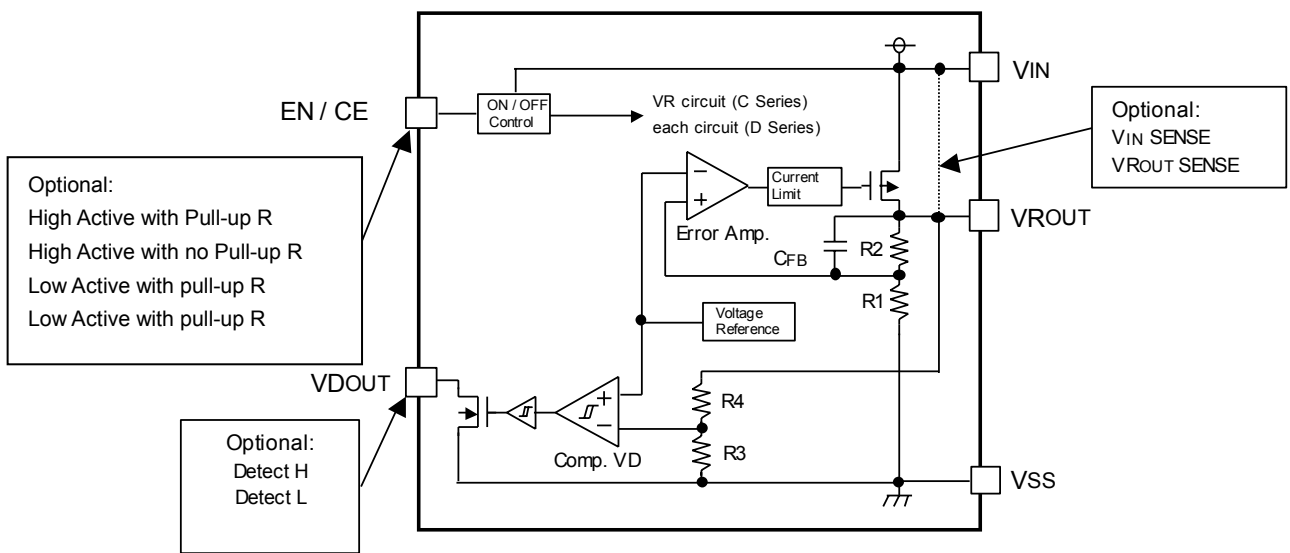 VIN
EN / CE
ON / OFF
Control
VR circuit (C Series)
each circuit (D Series)
Optional:
VIN SENSE
VROUT SENSE
Optional:
High Active with Pull-up R
High Active with no Pull-up R
Low Active with pull-up R
Low Active with pull-up R
−
+
Error Amp.
Current
Limit
VROUT
CFB
R2
R1
Voltage
Reference
VDOUT
+
−
Comp. VD
R4
R3
Optional:
Detect H
Detect L
VSS